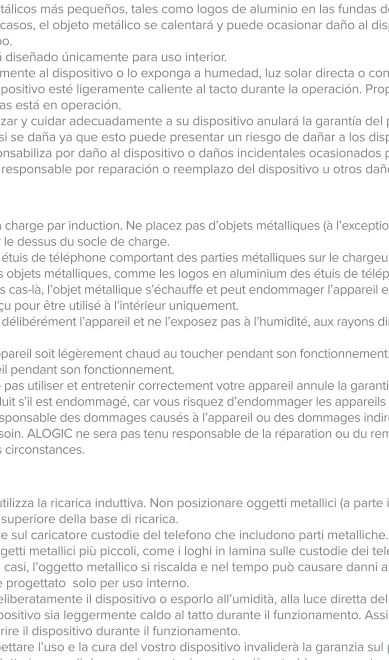 tálicos más pequeños, tales como logos de aluminio en las fundas de
casos, el objeto metálico se calentará y puede ocasionar daño al dis
po.
á diseñado únicamente para uso interior.
mente al dispositivo o lo exponga a humedad, luz solar directa o con
positivo esté ligeramente caliente al tacto durante la operación. Prop
as está en operación.
zar y cuidar adecuadamente a su dispositivo anulará la garantía del p
si se daña ya que esto puede presentar un riesgo de dañar a los disp
onsabiliza por daño al dispositivo o daños incidentales ocasionados p
responsable por reparación o reemplazo del dispositivo u otros dañ
a charge par induction. Ne placez pas d’objets métalliques (à l’exceptio
r le dessus du socle de charge.
étuis de téléphone comportant des parties métalliques sur le chargeu
s objets métalliques, comme les logos en aluminium des étuis de télép
s cas-là, l’objet métallique s’échauffe et peut endommager l’appareil e
çu pour être utilisé à l’intérieur uniquement.
délibérément l’appareil et ne l’exposez pas à l’humidité, aux rayons di
ppareil soit légèrement chaud au toucher pendant son fonctionnement.
eil pendant son fonctionnement.
e pas utiliser et entretenir correctement votre appareil annule la garanti
duit s’il est endommagé, car vous risquez d’endommager les appareils
esponsable des dommages causés à l’appareil ou des dommages indir
soin. ALOGIC ne sera pas tenu responsable de la réparation ou du rem
s circonstances.
utilizza la ricarica induttiva. Non posizionare oggetti metallici (a parte i
superiore della base di ricarica.
e sul caricatore custodie del telefono che includono parti metalliche.
getti metallici più piccoli, come i loghi in lamina sulle custodie dei tele
casi, l’oggetto metallico si riscalda e nel tempo può causare danni a
e progettato solo per uso interno.
eliberatamente il dispositivo o esporlo all’umidità, alla luce diretta del
positivo sia leggermente caldo al tatto durante il funzionamento. Assi
rire il dispositivo durante il funzionamento.
pettare l’uso e la cura del vostro dispositivo invaliderà la garanzia sul p